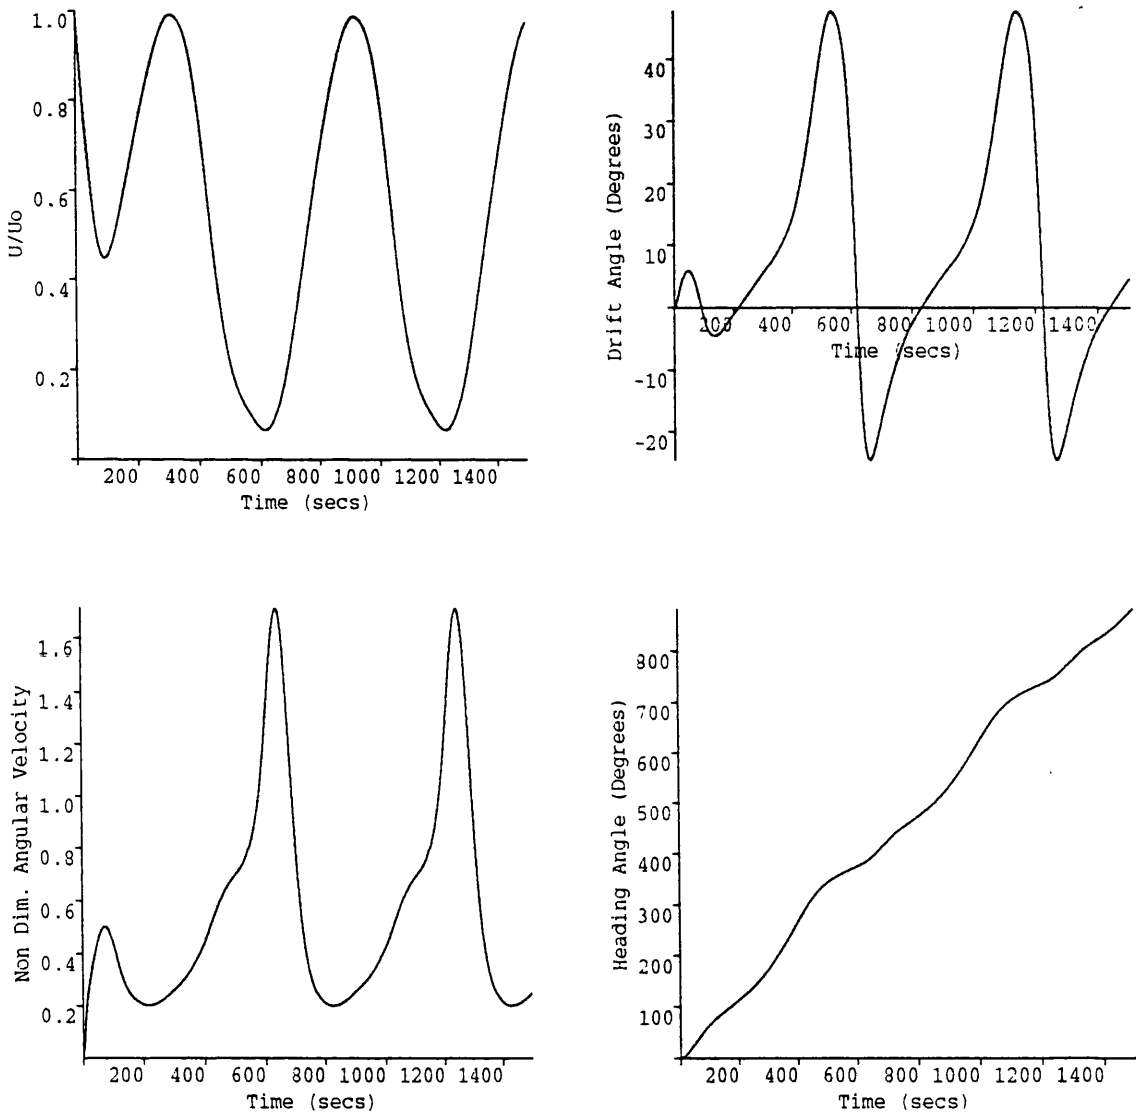 1.0
0.8
0.6
0.4
0.2
U/Uo
200 400 600 800 1000 1200 1400
Time (secs)
40
30
20
10
-10
-20
Drift Angle (Degrees)
200 400 600 800 1000 1200 1400
Time (secs)
1.6
1.4
1.2
1.0
0.8
0.6
0.4
0.2
Non Dim. Angular Velocity
200 400 600 800 1000 1200 1400
Time (secs)
800
700
600
500
400
300
200
100
Heading Angle (Degrees)
200 400 600 800 1000 1200 1400
Time (secs)